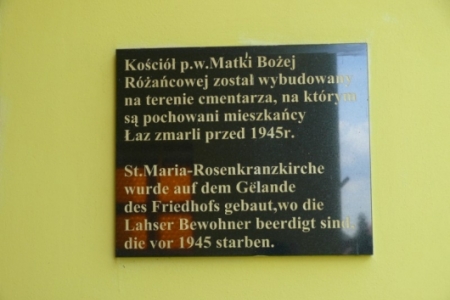 Kościół p.w.Matki Bożej
Różańcowej został wybudowany
na terenie cmentarza, na którym
są pochowani mieszkańcy
Łaz zmarli przed 1945r.
St.Maria-Rosenkranzkirche
wurde auf dem Gëlande
des Friedhofs gebaut,wo die
Lahser Bewohner beerdigt sind,
die vor 1945 starben.